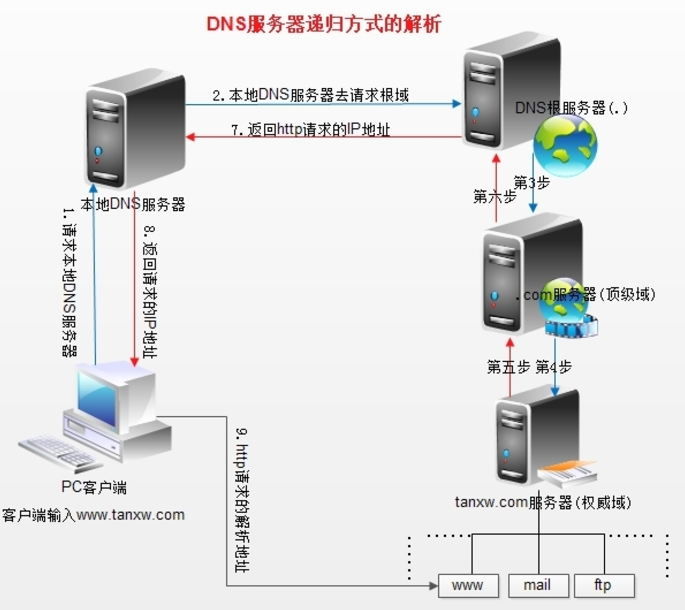 DNS服务器递归方式的解析
2.本地DNS服务器去请求根域
DNS根服务器(.)
7.返回http请求的IP地址
第3步
第六步
本地DNS服务器
1.请求本地DNS服务器
8.返回请求的IP地址
.com服务器(顶级域)
第五步
第4步
PC客户端
客户端输入www.tanxw.com
9.http请求的解析地址
tanxw.com服务器(权威域)
www
mail
ftp